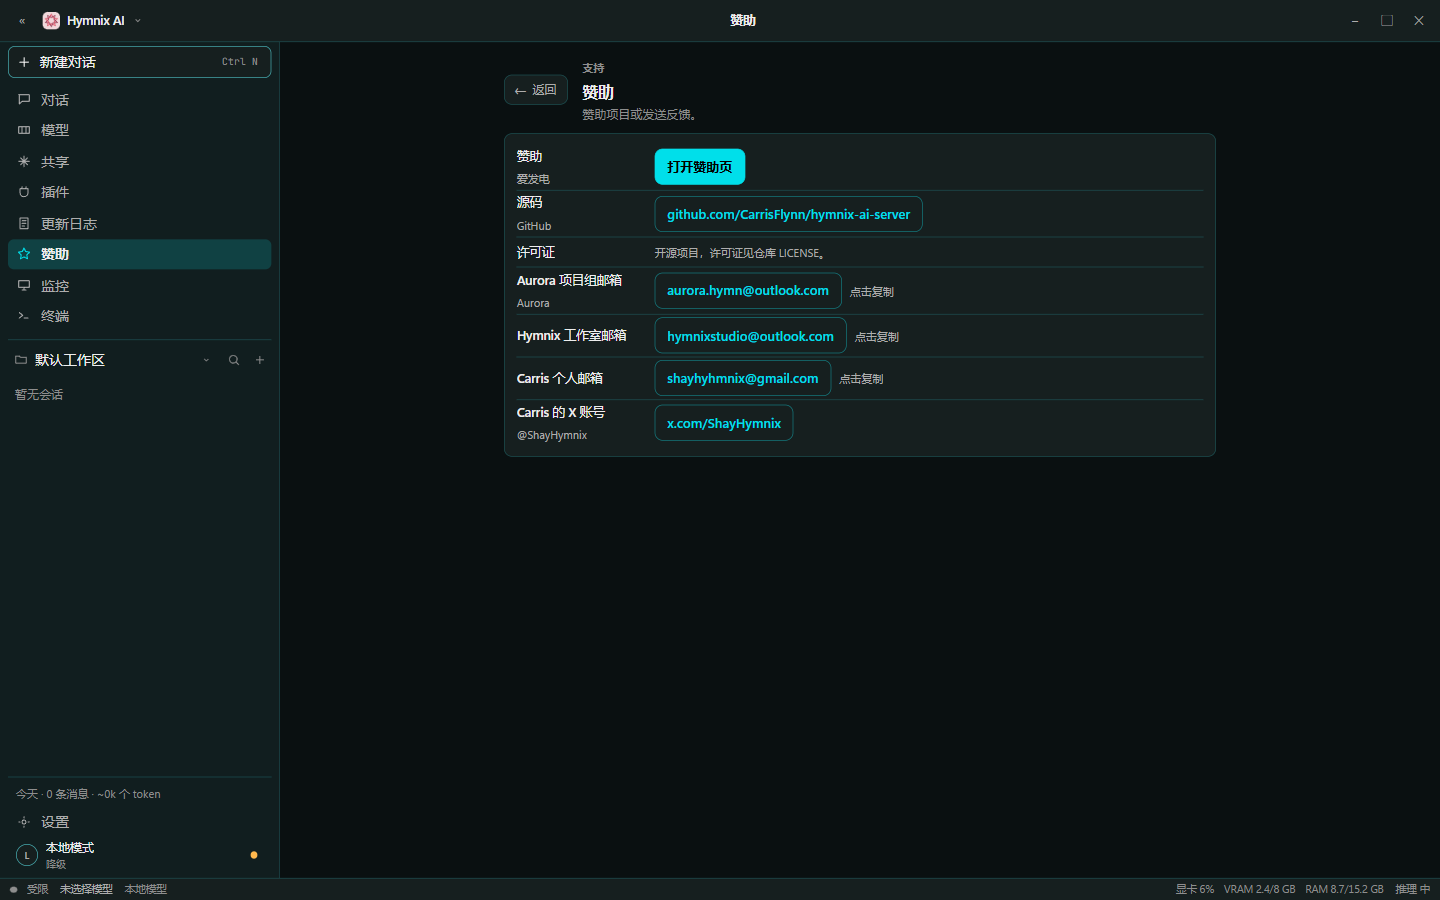 « Hymnix AI
赞助
新建对话 Ctrl N
对话
模型
共享
插件
更新日志
赞助
监控
终端
默认工作区
暂无会话
今天 · 0 条消息 · ~0k 个 token
设置
L 本地模式
降级
← 返回
支持
赞助
赞助项目或发送反馈。
赞助
爱发电
打开赞助页
源码
GitHub
github.com/CarrisFlynn/hymnix-ai-server
许可证
开源项目，许可证见仓库 LICENSE。
Aurora 项目组邮箱
Aurora
aurora.hymn@outlook.com 点击复制
Hymnix 工作室邮箱
hymnixstudio@outlook.com 点击复制
Carris 个人邮箱
shayhyhmnix@gmail.com 点击复制
Carris 的 X 账号
@ShayHymnix
x.com/ShayHymnix
受限 未选择模型 本地模型
显卡 6% VRAM 2.4/8 GB RAM 8.7/15.2 GB 推理 中